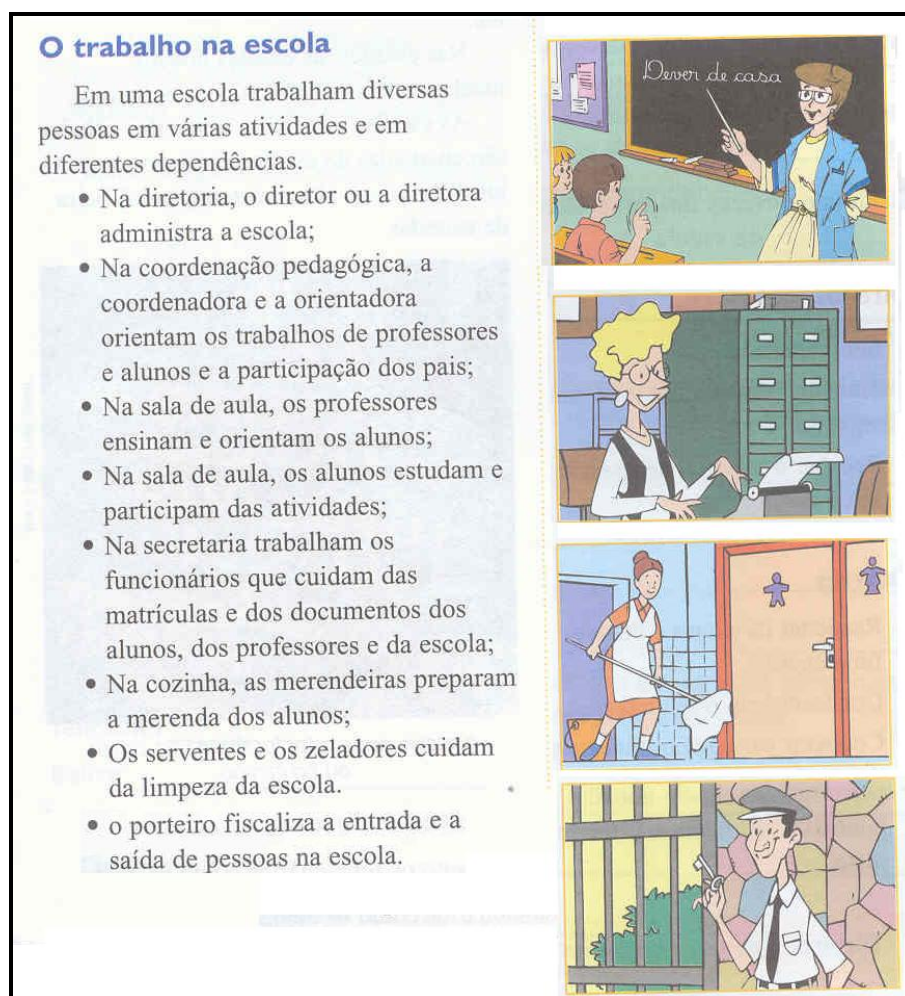 O trabalho na escola
Em uma escola trabalham diversas
pessoas em várias atividades e em
diferentes dependências.
• Na diretoria, o diretor ou a diretora
administra a escola;
• Na coordenação pedagógica, a
coordenadora e a orientadora
orientam os trabalhos de professores
e alunos e a participação dos pais;
• Na sala de aula, os professores
ensinam e orientam os alunos;
• Na sala de aula, os alunos estudam e
participam das atividades;
• Na secretaria trabalham os
funcionários que cuidam das
matrículas e dos documentos dos
alunos, dos professores e da escola;
• Na cozinha, as merendeiras preparam
a merenda dos alunos;
• Os serventes e os zeladores cuidam
da limpeza da escola.
• o porteiro fiscaliza a entrada e a
saída de pessoas na escola.
Dever de casa